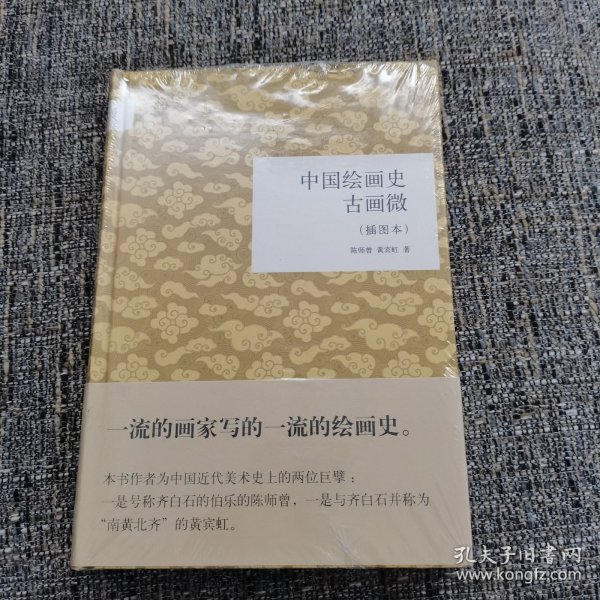 中国绘画史
古画微
（插图本）
陈师曾 黄宾虹 著
一流的画家写的一流的绘画史。
本书作者为中国近代美术史上的两位巨擘：
一是号称齐白石的伯乐的陈师曾，一是与齐白石并称为
“南黄北齐”的黄宾虹。
孔夫子旧書网
www.kongfz.com